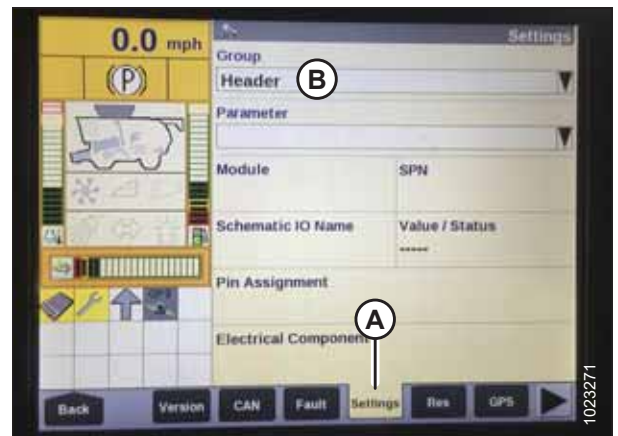 0.0 mph
(P)
Settings
Group
Header
B
Parameter
Module
SPN
Schematic IO Name
Value / Status
-----
Pin Assignment
A
Electrical Component
Back
Version
CAN
Fault
Settings
Res
GPS
1023271